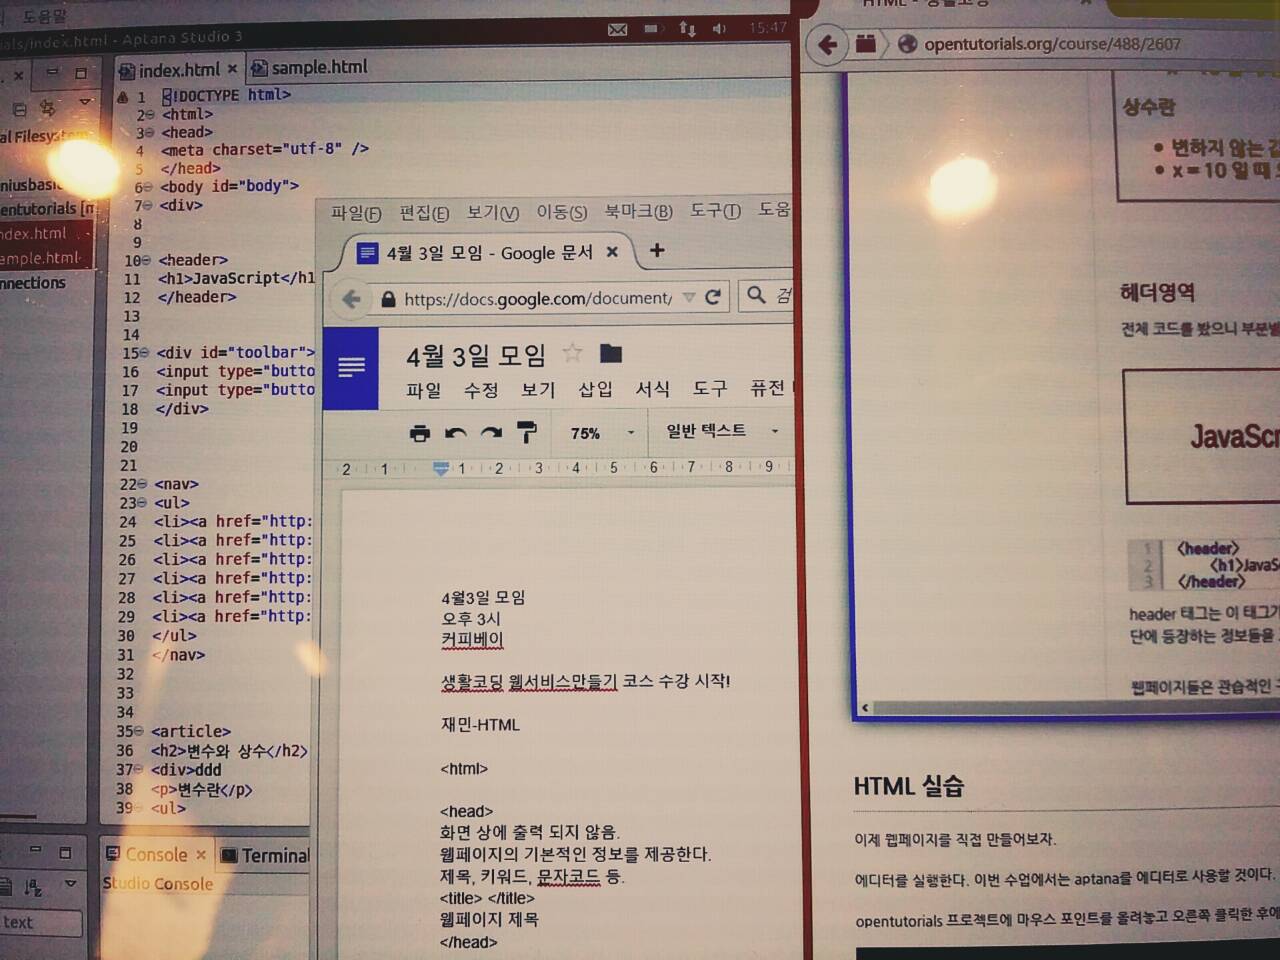 도움말
index.html - Aptana Studio 3
15:47
index.html
sample.html
1 <!DOCTYPE html>
2 <html>
3 <head>
4 <meta charset="utf-8" />
5 </head>
6 <body id="body">
7 <div>
8
9
10 <header>
11 <h1>JavaScript</h1
12 </header>
13
14
15 <div id="toolbar">
16 <input type="butto
17 <input type="butto
18 </div>
19
20
21
22 <nav>
23 <ul>
24 <li><a href="http:
25 <li><a href="http:
26 <li><a href="http:
27 <li><a href="http:
28 <li><a href="http:
29 <li><a href="http:
30 </ul>
31 </nav>
32
33
34
35 <article>
36 <h2>변수와 상수</h2>
37 <div>ddd
38 <p>변수란</p>
39 <ul>
Console
Terminal
Studio Console
text
파일(F) 편집(E) 보기(V) 이동(S) 북마크(B) 도구(T) 도움
4월 3일 모임 - Google 문서
https://docs.google.com/document/
검
4월 3일 모임
파일 수정 보기 삽입 서식 도구
75% 일반 텍스트
2 1 1 2 3 4 5 6 7 8 9
4월3일 모임
오후 3시
커피베이
생활코딩 웹서비스만들기 코스 수강 시작!
재민-HTML
<html>
<head>
화면 상에 출력 되지 않음.
웹페이지의 기본적인 정보를 제공한다.
제목, 키워드, 문자코드 등.
<title> </title>
웹페이지 제목
</head>
HTML - 생활코딩
opentutorials.org/course/488/2607
상수란
변하지 않는 값
x = 10 일 때
헤더영역
전체 코드를 봤으니 부분별
JavaScr
1 <header>
2 <h1>JavaS
3 </header>
header 태그는 이 태그가
단에 등장하는 정보들을
웹페이지들은 관습적인
HTML 실습
이제 웹페이지를 직접 만들어보자.
에디터를 실행한다. 이번 수업에서는 aptana를 에디터로 사용할 것이다.
opentutorials 프로젝트에 마우스 포인트를 올려놓고 오른쪽 클릭한 후에